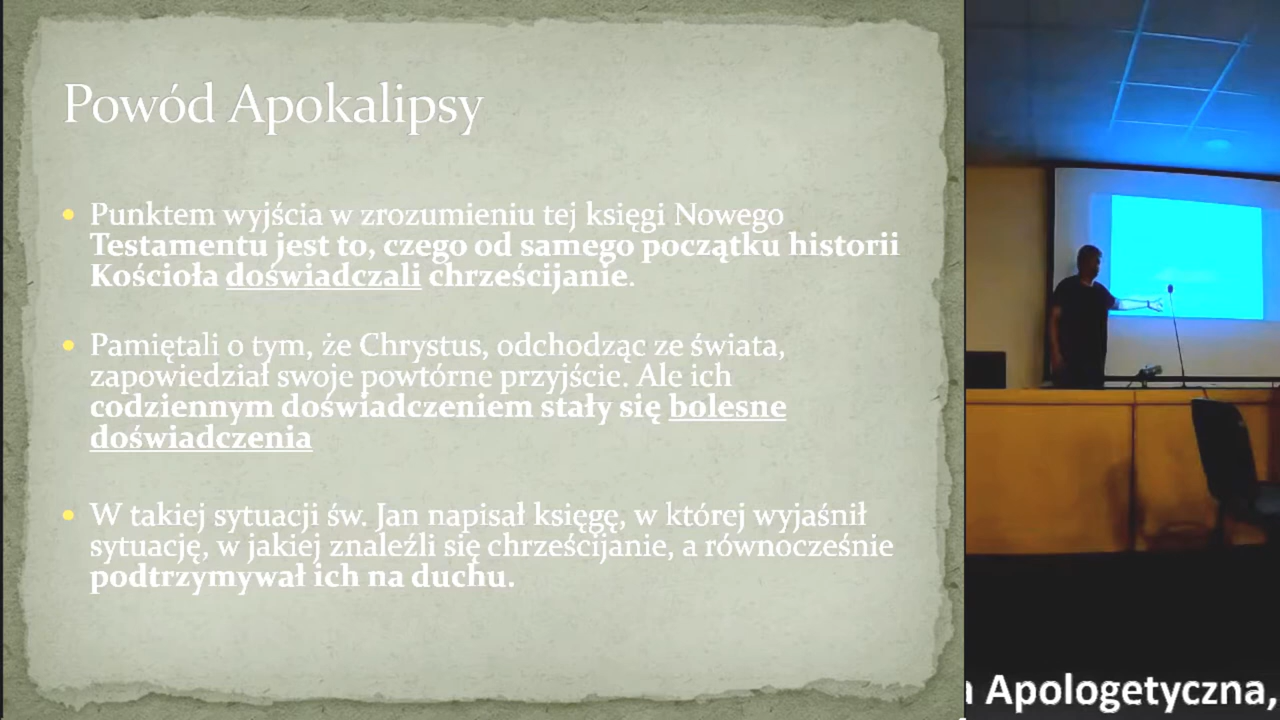 Powód Apokalipsy
• Punktem wyjścia w zrozumieniu tej księgi Nowego
Testamentu jest to, czego od samego początku historii
Kościoła doświadczali chrześcijanie.
• Pamiętali o tym, że Chrystus, odchodząc ze świata,
zapowiedział swoje powtórne przyjście. Ale ich
codziennym doświadczeniem stały się bolesne
doświadczenia
• W takiej sytuacji św. Jan napisał księgę, w której wyjaśnił
sytuację, w jakiej znaleźli się chrześcijanie, a równocześnie
podtrzymywał ich na duchu.
Apologetyczna,